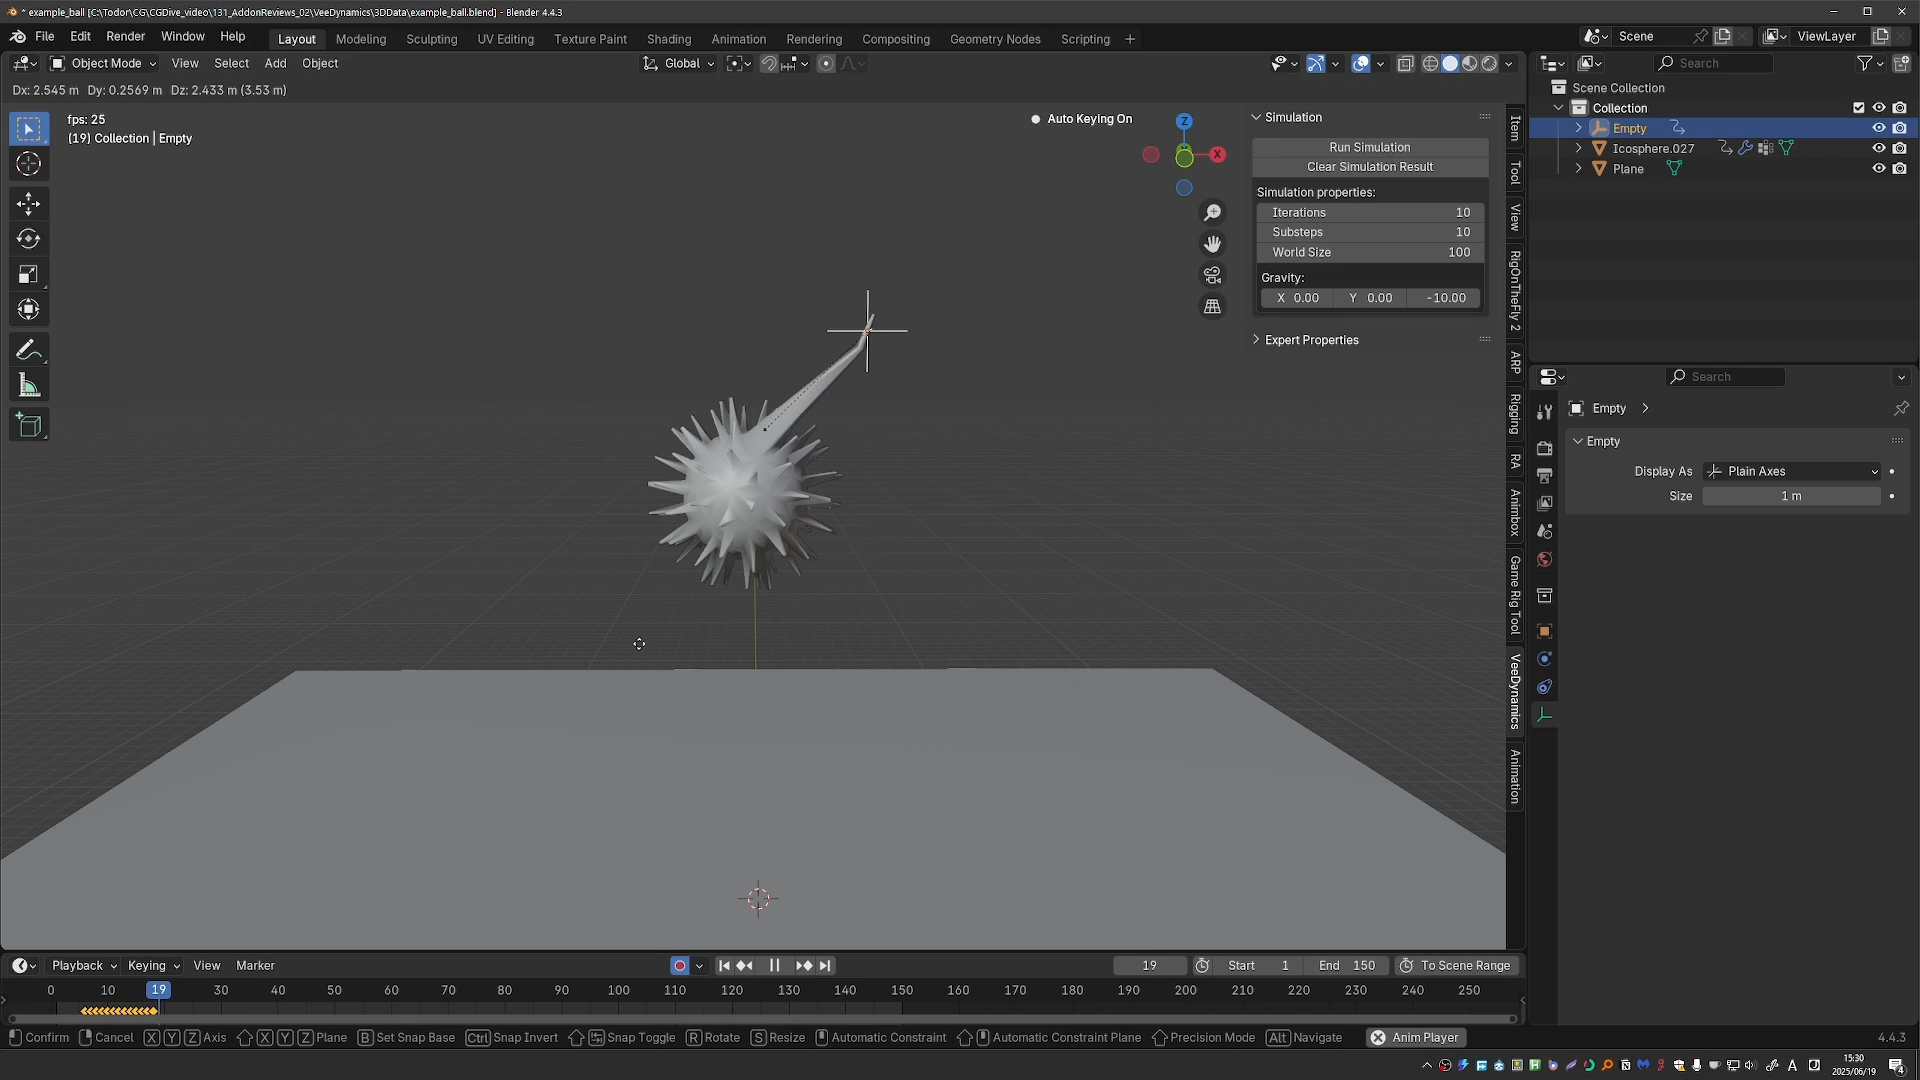 * example_ball [C:\Todor\CG\CGDive_video\131_AddonReviews_02\VeeDynamics\3DData\example_ball.blend] - Blender 4.4.3
File Edit Render Window Help Layout Modeling Sculpting UV Editing Texture Paint Shading Animation Rendering Compositing Geometry Nodes Scripting + Scene ViewLayer
Object Mode View Select Add Object Global Search
Dx: 2.545 m Dy: 0.2569 m Dz: 2.433 m (3.53 m)
Scene Collection
Collection
Empty
Icosphere.027
Plane
fps: 25
(19) Collection | Empty
Auto Keying On
Z
X
Simulation
Run Simulation
Clear Simulation Result
Simulation properties:
Iterations 10
Substeps 10
World Size 100
Gravity:
X 0.00 Y 0.00 -10.00
Expert Properties
Item
Tool
View
RigOnTheFly 2
ARP
Rigging
RA
Animbox
Game Rig Tool
VeeDynamics
Animation
Search
Empty
Empty
Display As Plain Axes
Size 1 m
Playback Keying View Marker 19 Start 1 End 150 To Scene Range
0 10 19 30 40 50 60 70 80 90 100 110 120 130 140 150 160 170 180 190 200 210 220 230 240 250
Confirm Cancel X Y Z Axis X Y Z Plane B Set Snap Base Ctrl Snap Invert Snap Toggle R Rotate S Resize Automatic Constraint Automatic Constraint Plane Precision Mode Alt Navigate Anim Player 4.4.3
A
15:30
2025/06/19
4